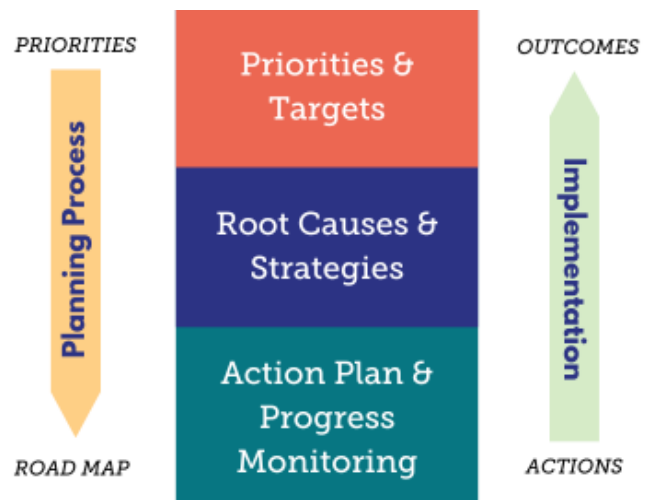 PRIORITIES
Planning Process
ROAD MAP
Priorities &
Targets
Root Causes &
Strategies
Action Plan &
Progress
Monitoring
OUTCOMES
Implementation
ACTIONS